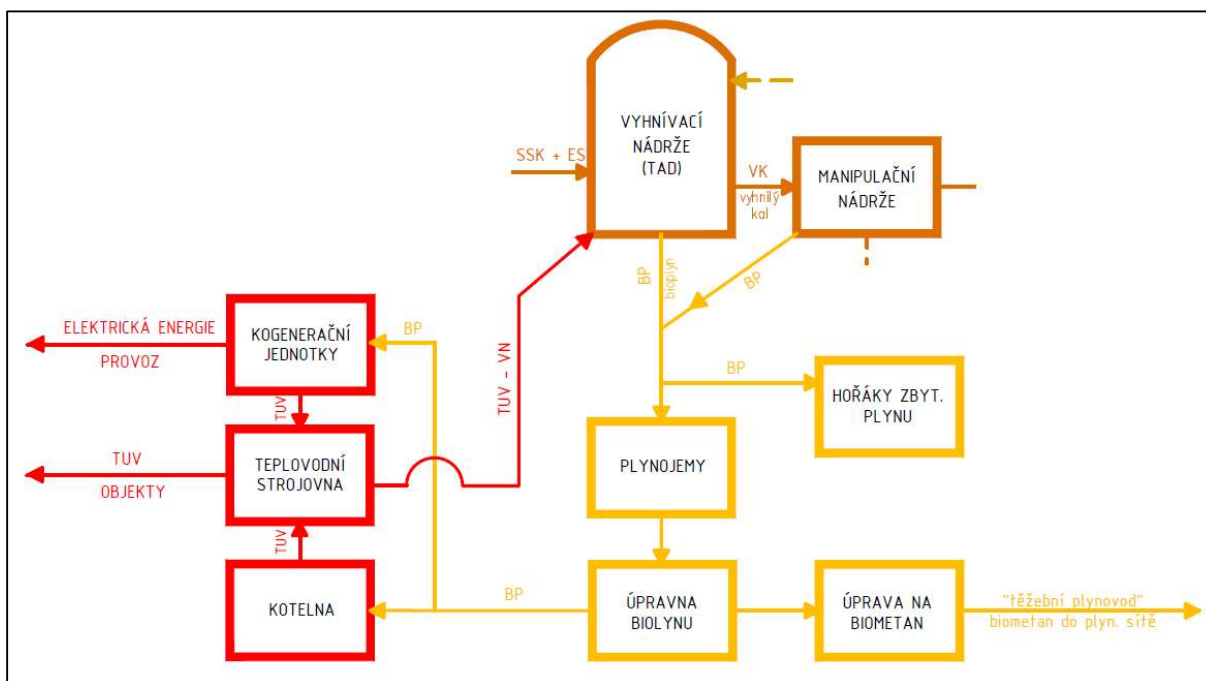 VYHNÍVACÍ
NÁDRŽE
(TAD)
SSK + ES
VK
vyhnilý
kal
MANIPULAČNÍ
NÁDRŽE
BP
bioplyn
BP
ELEKTRICKÁ ENERGIE
PROVOZ
KOGENERAČNÍ
JEDNOTKY
BP
TUV - VN
BP
HOŘÁKY ZBYT.
PLYNU
TUV
TUV
OBJEKTY
TEPLOVODNÍ
STROJOVNA
PLYNOJEMY
TUV
KOTELNA
BP
ÚPRAVNA
BIOLYNU
ÚPRAVA NA
BIOMETAN
"těžební plynovod"
biometan do plyn. sítě